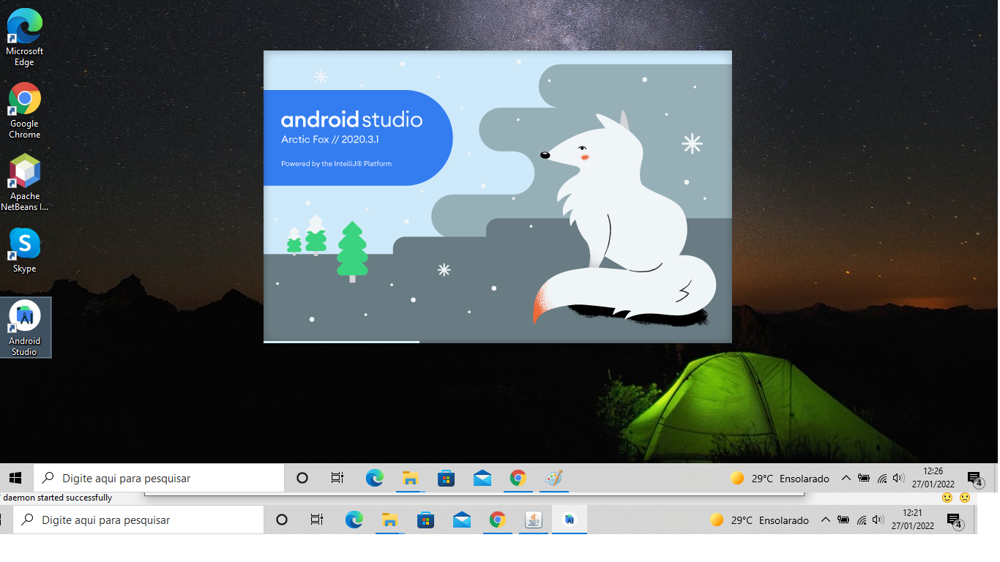 Microsoft
Edge
Google
Chrome
Apache
NetBeans I...
Skype
Android
Studio
android studio
Arctic Fox // 2020.3.1
Powered by the IntelliJ® Platform
Digite aqui para pesquisar
29°C Ensolarado
12:26
27/01/2022
4
daemon started successfully
Digite aqui para pesquisar
29°C Ensolarado
12:21
27/01/2022
4